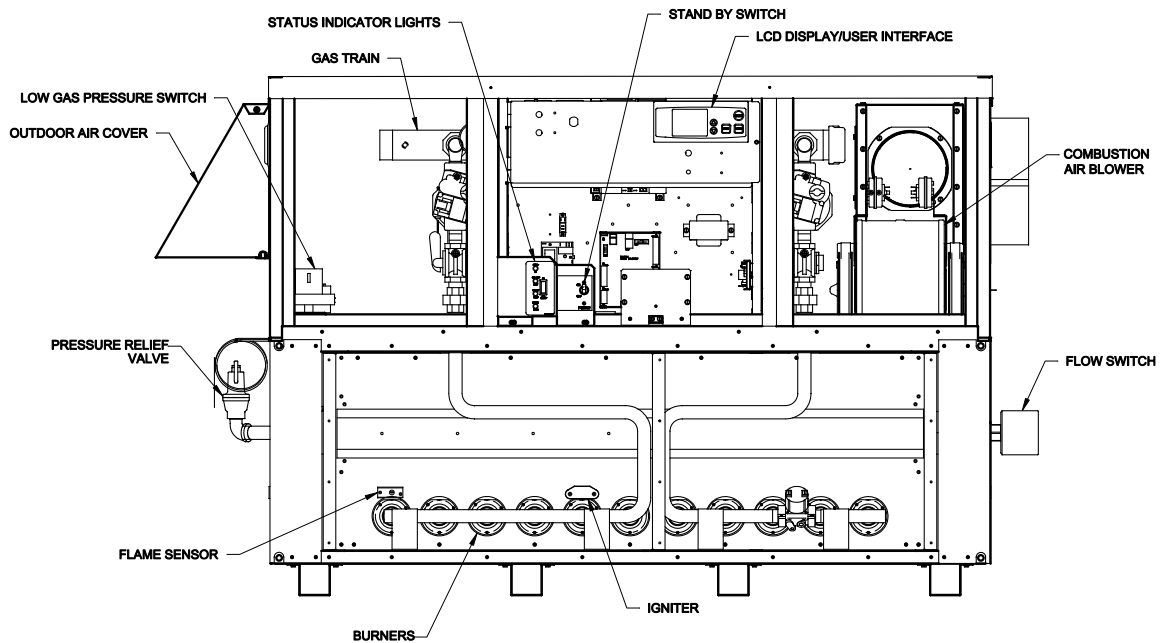 STAND BY SWITCH
STATUS INDICATOR LIGHTS
LCD DISPLAY/USER INTERFACE
GAS TRAIN
LOW GAS PRESSURE SWITCH
OUTDOOR AIR COVER
COMBUSTION
AIR BLOWER
PRESSURE RELIEF
VALVE
FLOW SWITCH
FLAME SENSOR
IGNITER
BURNERS